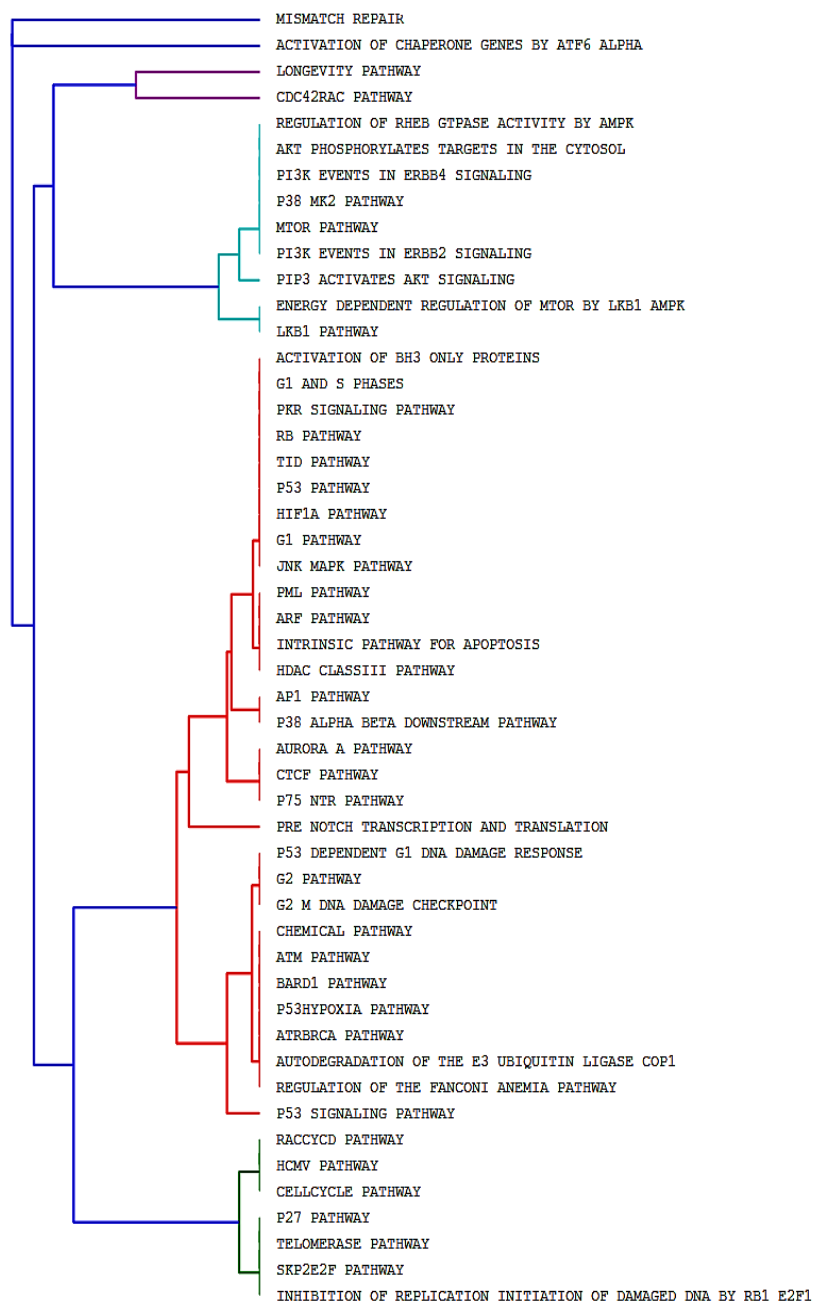 MISMATCH REPAIR
ACTIVATION OF CHAPERONE GENES BY ATF6 ALPHA
LONGEVITY PATHWAY
CDC42RAC PATHWAY
REGULATION OF RHEB GTPASE ACTIVITY BY AMPK
AKT PHOSPHORYLATES TARGETS IN THE CYTOSOL
PI3K EVENTS IN ERBB4 SIGNALING
P38 MK2 PATHWAY
MTOR PATHWAY
PI3K EVENTS IN ERBB2 SIGNALING
PIP3 ACTIVATES AKT SIGNALING
ENERGY DEPENDENT REGULATION OF MTOR BY LKB1 AMPK
LKB1 PATHWAY
ACTIVATION OF BH3 ONLY PROTEINS
G1 AND S PHASES
PKR SIGNALING PATHWAY
RB PATHWAY
TID PATHWAY
P53 PATHWAY
HIF1A PATHWAY
G1 PATHWAY
JNK MAPK PATHWAY
PML PATHWAY
ARF PATHWAY
INTRINSIC PATHWAY FOR APOPTOSIS
HDAC CLASSIII PATHWAY
AP1 PATHWAY
P38 ALPHA BETA DOWNSTREAM PATHWAY
AURORA A PATHWAY
CTCF PATHWAY
P75 NTR PATHWAY
PRE NOTCH TRANSCRIPTION AND TRANSLATION
P53 DEPENDENT G1 DNA DAMAGE RESPONSE
G2 PATHWAY
G2 M DNA DAMAGE CHECKPOINT
CHEMICAL PATHWAY
ATM PATHWAY
BARD1 PATHWAY
P53HYPOXIA PATHWAY
ATRBRCA PATHWAY
AUTODEGRADATION OF THE E3 UBIQUITIN LIGASE COP1
REGULATION OF THE FANCONI ANEMIA PATHWAY
P53 SIGNALING PATHWAY
RACCYCD PATHWAY
HCMV PATHWAY
CELLCYCLE PATHWAY
P27 PATHWAY
TELOMERASE PATHWAY
SKP2E2F PATHWAY
INHIBITION OF REPLICATION INITIATION OF DAMAGED DNA BY RB1 E2F1